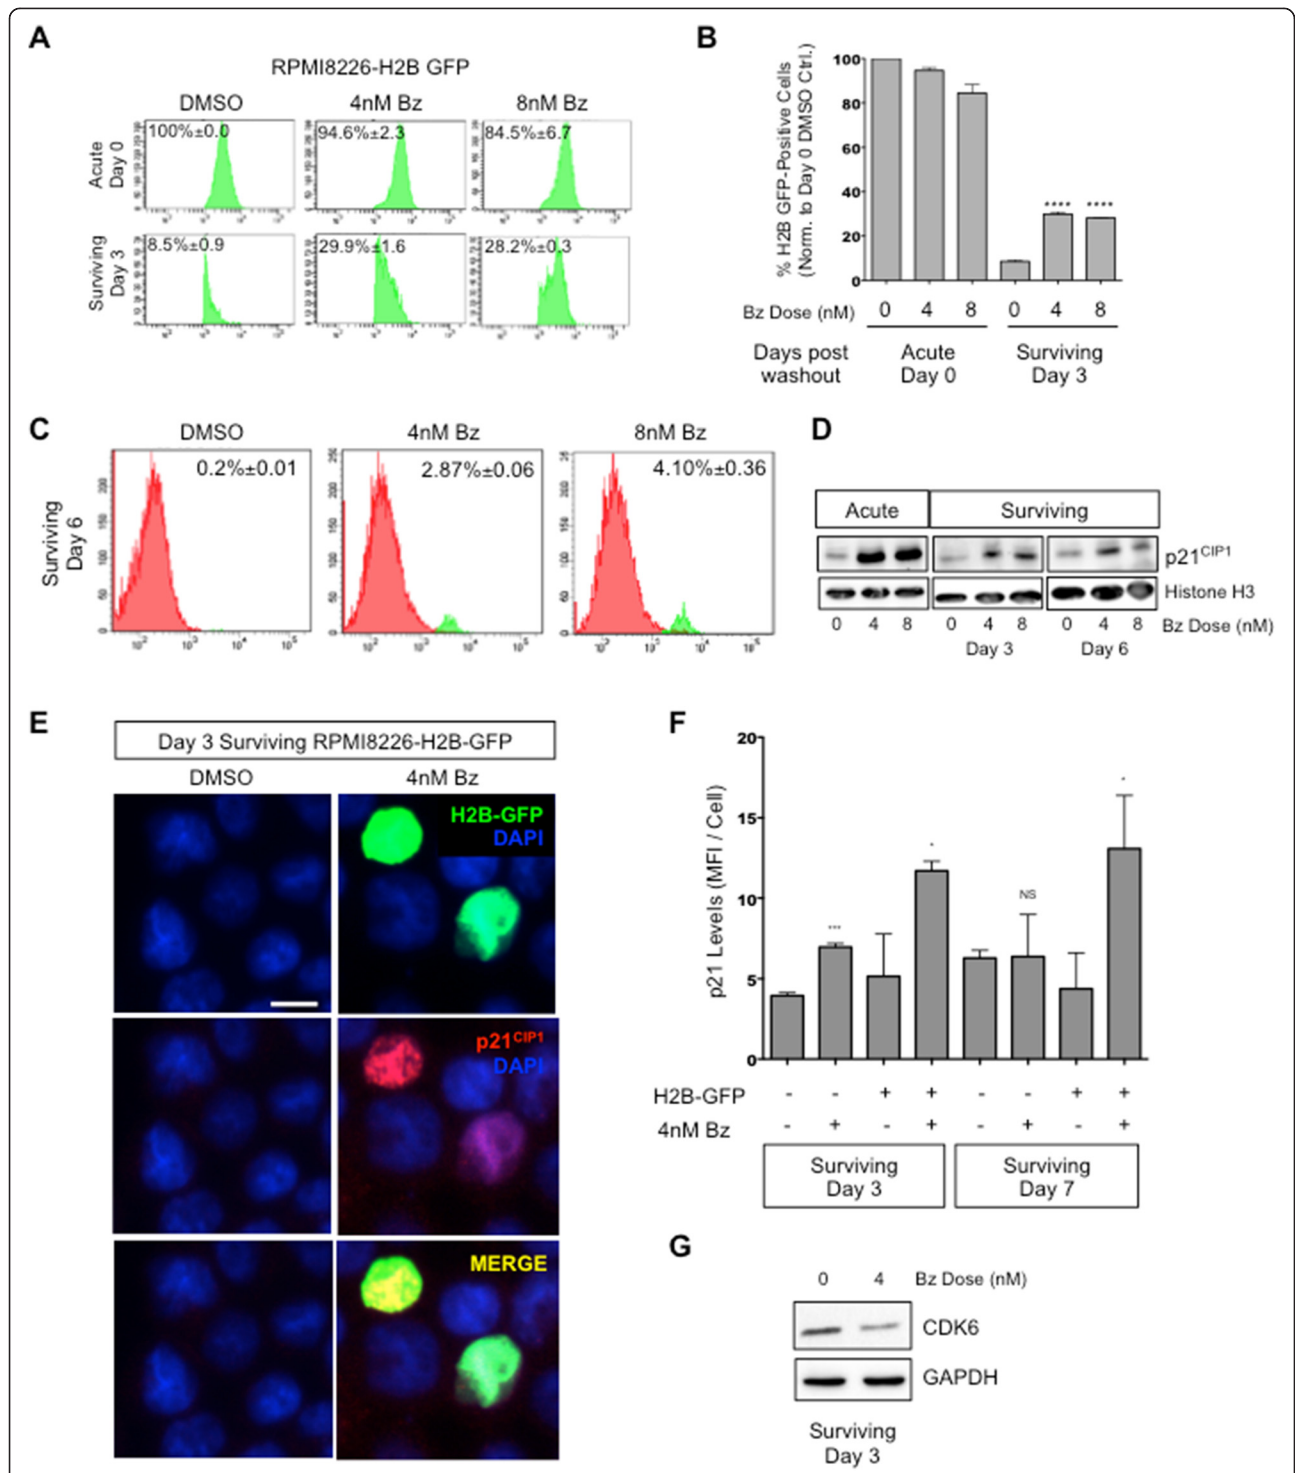 A
RPMI8226-H2B GFP
DMSO
4nM Bz
8nM Bz
Acute
Day 0
100%±0.0
94.6%±2.3
84.5%±6.7
Surviving
Day 3
8.5%±0.9
29.9%±1.6
28.2%±0.3
B
% H2B GFP-Positive Cells
(Norm. to Day 0 DMSO Ctrl.)
100
80
60
40
20
0
**** ****
Bz Dose (nM) 0 4 8 0 4 8
Days post
washout
Acute
Day 0
Surviving
Day 3
C
DMSO
4nM Bz
8nM Bz
Surviving
Day 6
0.2%±0.01
2.87%±0.06
4.10%±0.36
D
Acute
Surviving
p21CIP1
Histone H3
0 4 8 0 4 8 0 4 8 Bz Dose (nM)
Day 3
Day 6
E
Day 3 Surviving RPMI8226-H2B-GFP
DMSO
4nM Bz
H2B-GFP
DAPI
p21CIP1
DAPI
MERGE
F
p21 Levels (MFI / Cell)
20
15
10
5
0
***
*
NS
*
H2B-GFP - - + + - - + +
4nM Bz - + - + - + - +
Surviving
Day 3
Surviving
Day 7
G
0 4 Bz Dose (nM)
CDK6
GAPDH
Surviving
Day 3